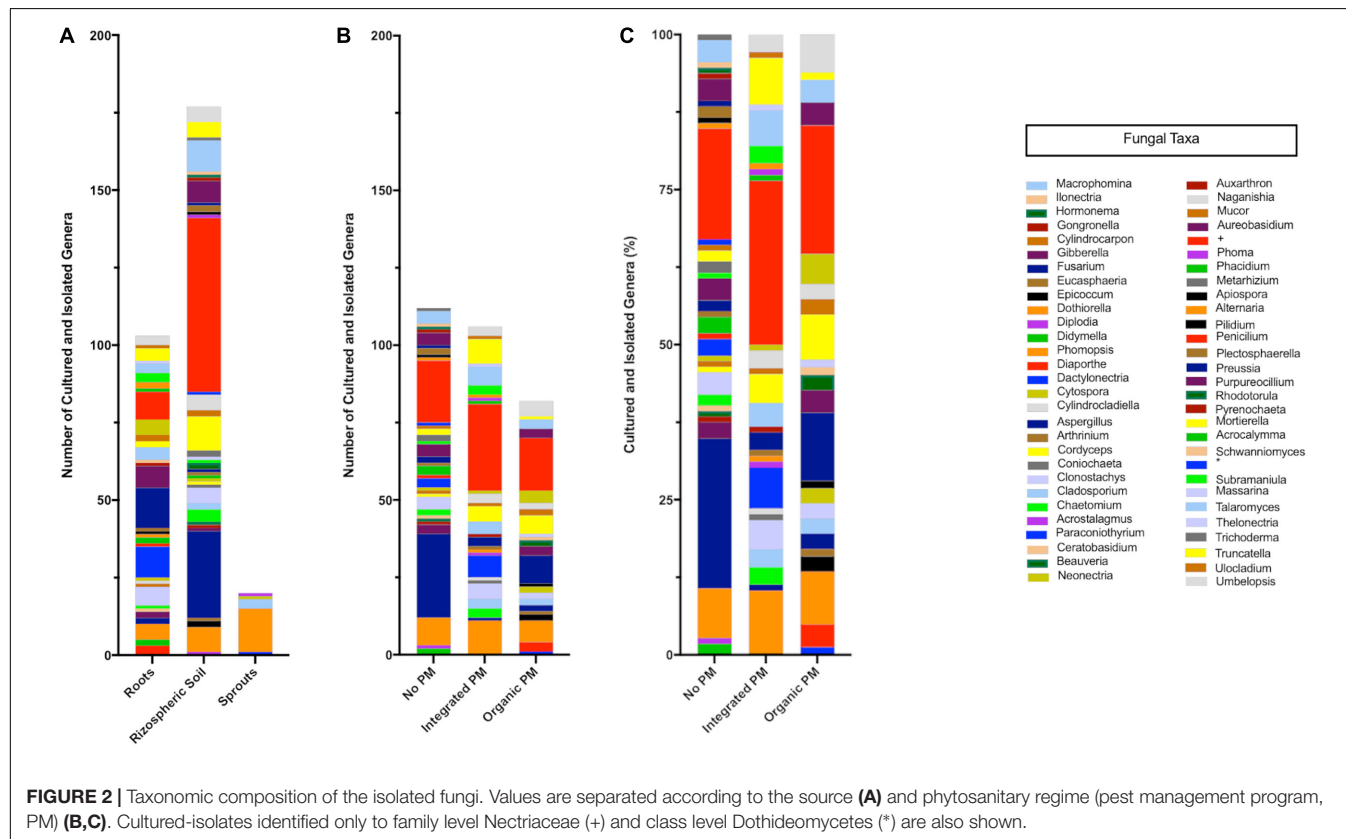 A
Number of Cultured and Isolated Genera
200
150
100
50
0
Roots
Rizospheric Soil
Sprouts
B
Number of Cultured and Isolated Genera
200
150
100
50
0
No PM
Integrated PM
Organic PM
C
Cultured and Isolated Genera (%)
100
75
50
25
0
No PM
Integrated PM
Organic PM
Fungal Taxa
Macrophomina
Ilonectria
Hormonema
Gongronella
Cylindrocarpon
Gibberella
Fusarium
Eucasphaeria
Epicoccum
Dothiorella
Diplodia
Didymella
Phomopsis
Diaporthe
Dactylonectria
Cytospora
Cylindrocladiella
Aspergillus
Arthrinium
Cordyceps
Coniochaeta
Clonostachys
Cladosporium
Chaetomium
Acrostalagmus
Paraconiothyrium
Ceratobasidium
Beauveria
Neonectria
Auxarthron
Naganishia
Mucor
Aureobasidium
+
Phoma
Phacidium
Metarhizium
Apiospora
Alternaria
Pilidium
Penicilium
Plectosphaerella
Preussia
Purpureocillium
Rhodotorula
Pyrenochaeta
Mortierella
Acrocalymma
Schwanniomyces
*
Subramaniula
Massarina
Talaromyces
Thelonectria
Trichoderma
Truncatella
Ulocladium
Umbelopsis
FIGURE 2 | Taxonomic composition of the isolated fungi. Values are separated according to the source (A) and phytosanitary regime (pest management program,
PM) (B,C). Cultured-isolates identified only to family level Nectriaceae (+) and class level Dothideomycetes (*) are also shown.